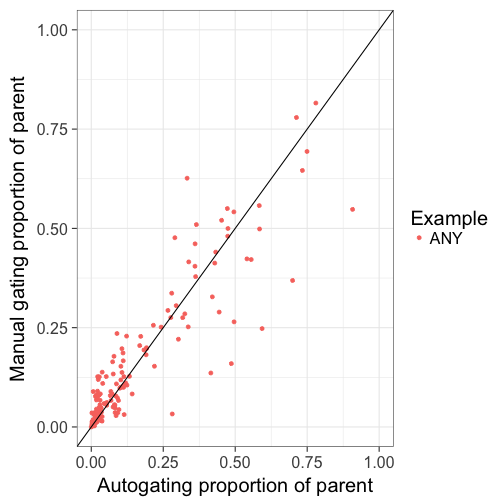 Manual gating proportion of parent
1.00
0.75
0.50
0.25
0.00
0.00 0.25 0.50 0.75 1.00
Autogating proportion of parent
Example
ANY